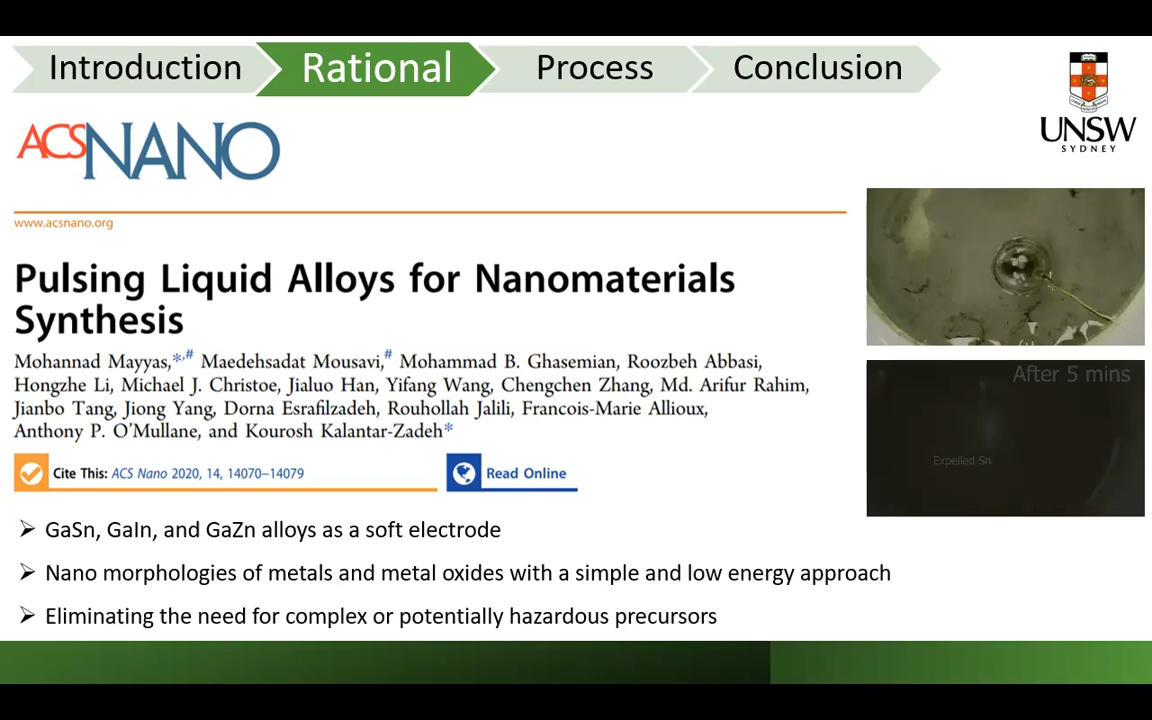 Introduction
Rational
Process
Conclusion
UNSW
SYDNEY
ACSNANO
www.acsnano.org
Pulsing Liquid Alloys for Nanomaterials
Synthesis
Mohannad Mayyas,*,# Maedehsadat Mousavi,# Mohammad B. Ghasemian, Roozbeh Abbasi,
Hongzhe Li, Michael J. Christoe, Jialuo Han, Yifang Wang, Chengchen Zhang, Md. Arifur Rahim,
Jianbo Tang, Jiong Yang, Dorna Esrafilzadeh, Rouhollah Jalili, Francois-Marie Allioux,
Anthony P. O'Mullane, and Kourosh Kalantar-Zadeh*
Cite This: ACS Nano 2020, 14, 14070–14079
Read Online
After 5 mins
Expelled Sn
➢ GaSn, GaIn, and GaZn alloys as a soft electrode
➢ Nano morphologies of metals and metal oxides with a simple and low energy approach
➢ Eliminating the need for complex or potentially hazardous precursors